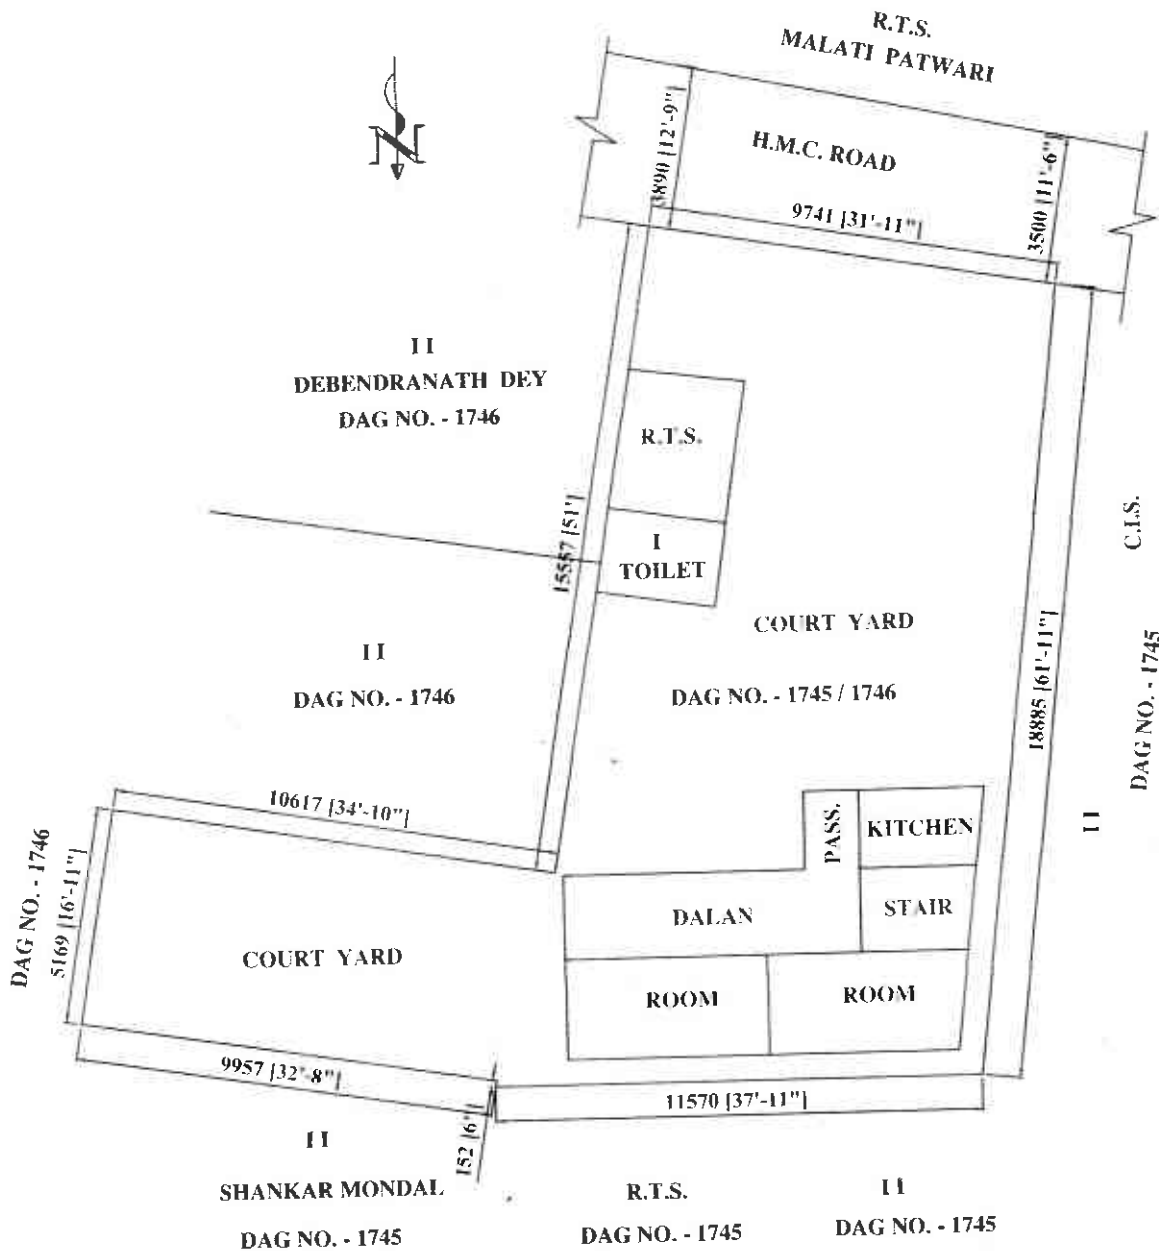 R.T.S.
MALATI PATWARI
N
H.M.C. ROAD
3890 [12'-9"]
3500 [11'-6"]
9741 [31'-11"]
I I
DEBENDRANATH DEY
DAG NO. - 1746
R.T.S.
I
TOILET
15557 [51']
C.I.S.
DAG NO. - 1745
COURT YARD
DAG NO. - 1745 / 1746
I I
DAG NO. - 1746
18885 [61'-11"]
I I
10617 [34'-10"]
PASS.
KITCHEN
STAIR
DALAN
ROOM
ROOM
DAG NO. - 1746
5169 [16'-11"]
COURT YARD
9957 [32'-8"]
11570 [37'-11"]
152 [6"]
I I
SHANKAR MONDAL
DAG NO. - 1745
R.T.S.
DAG NO. - 1745
I I
DAG NO. - 1745